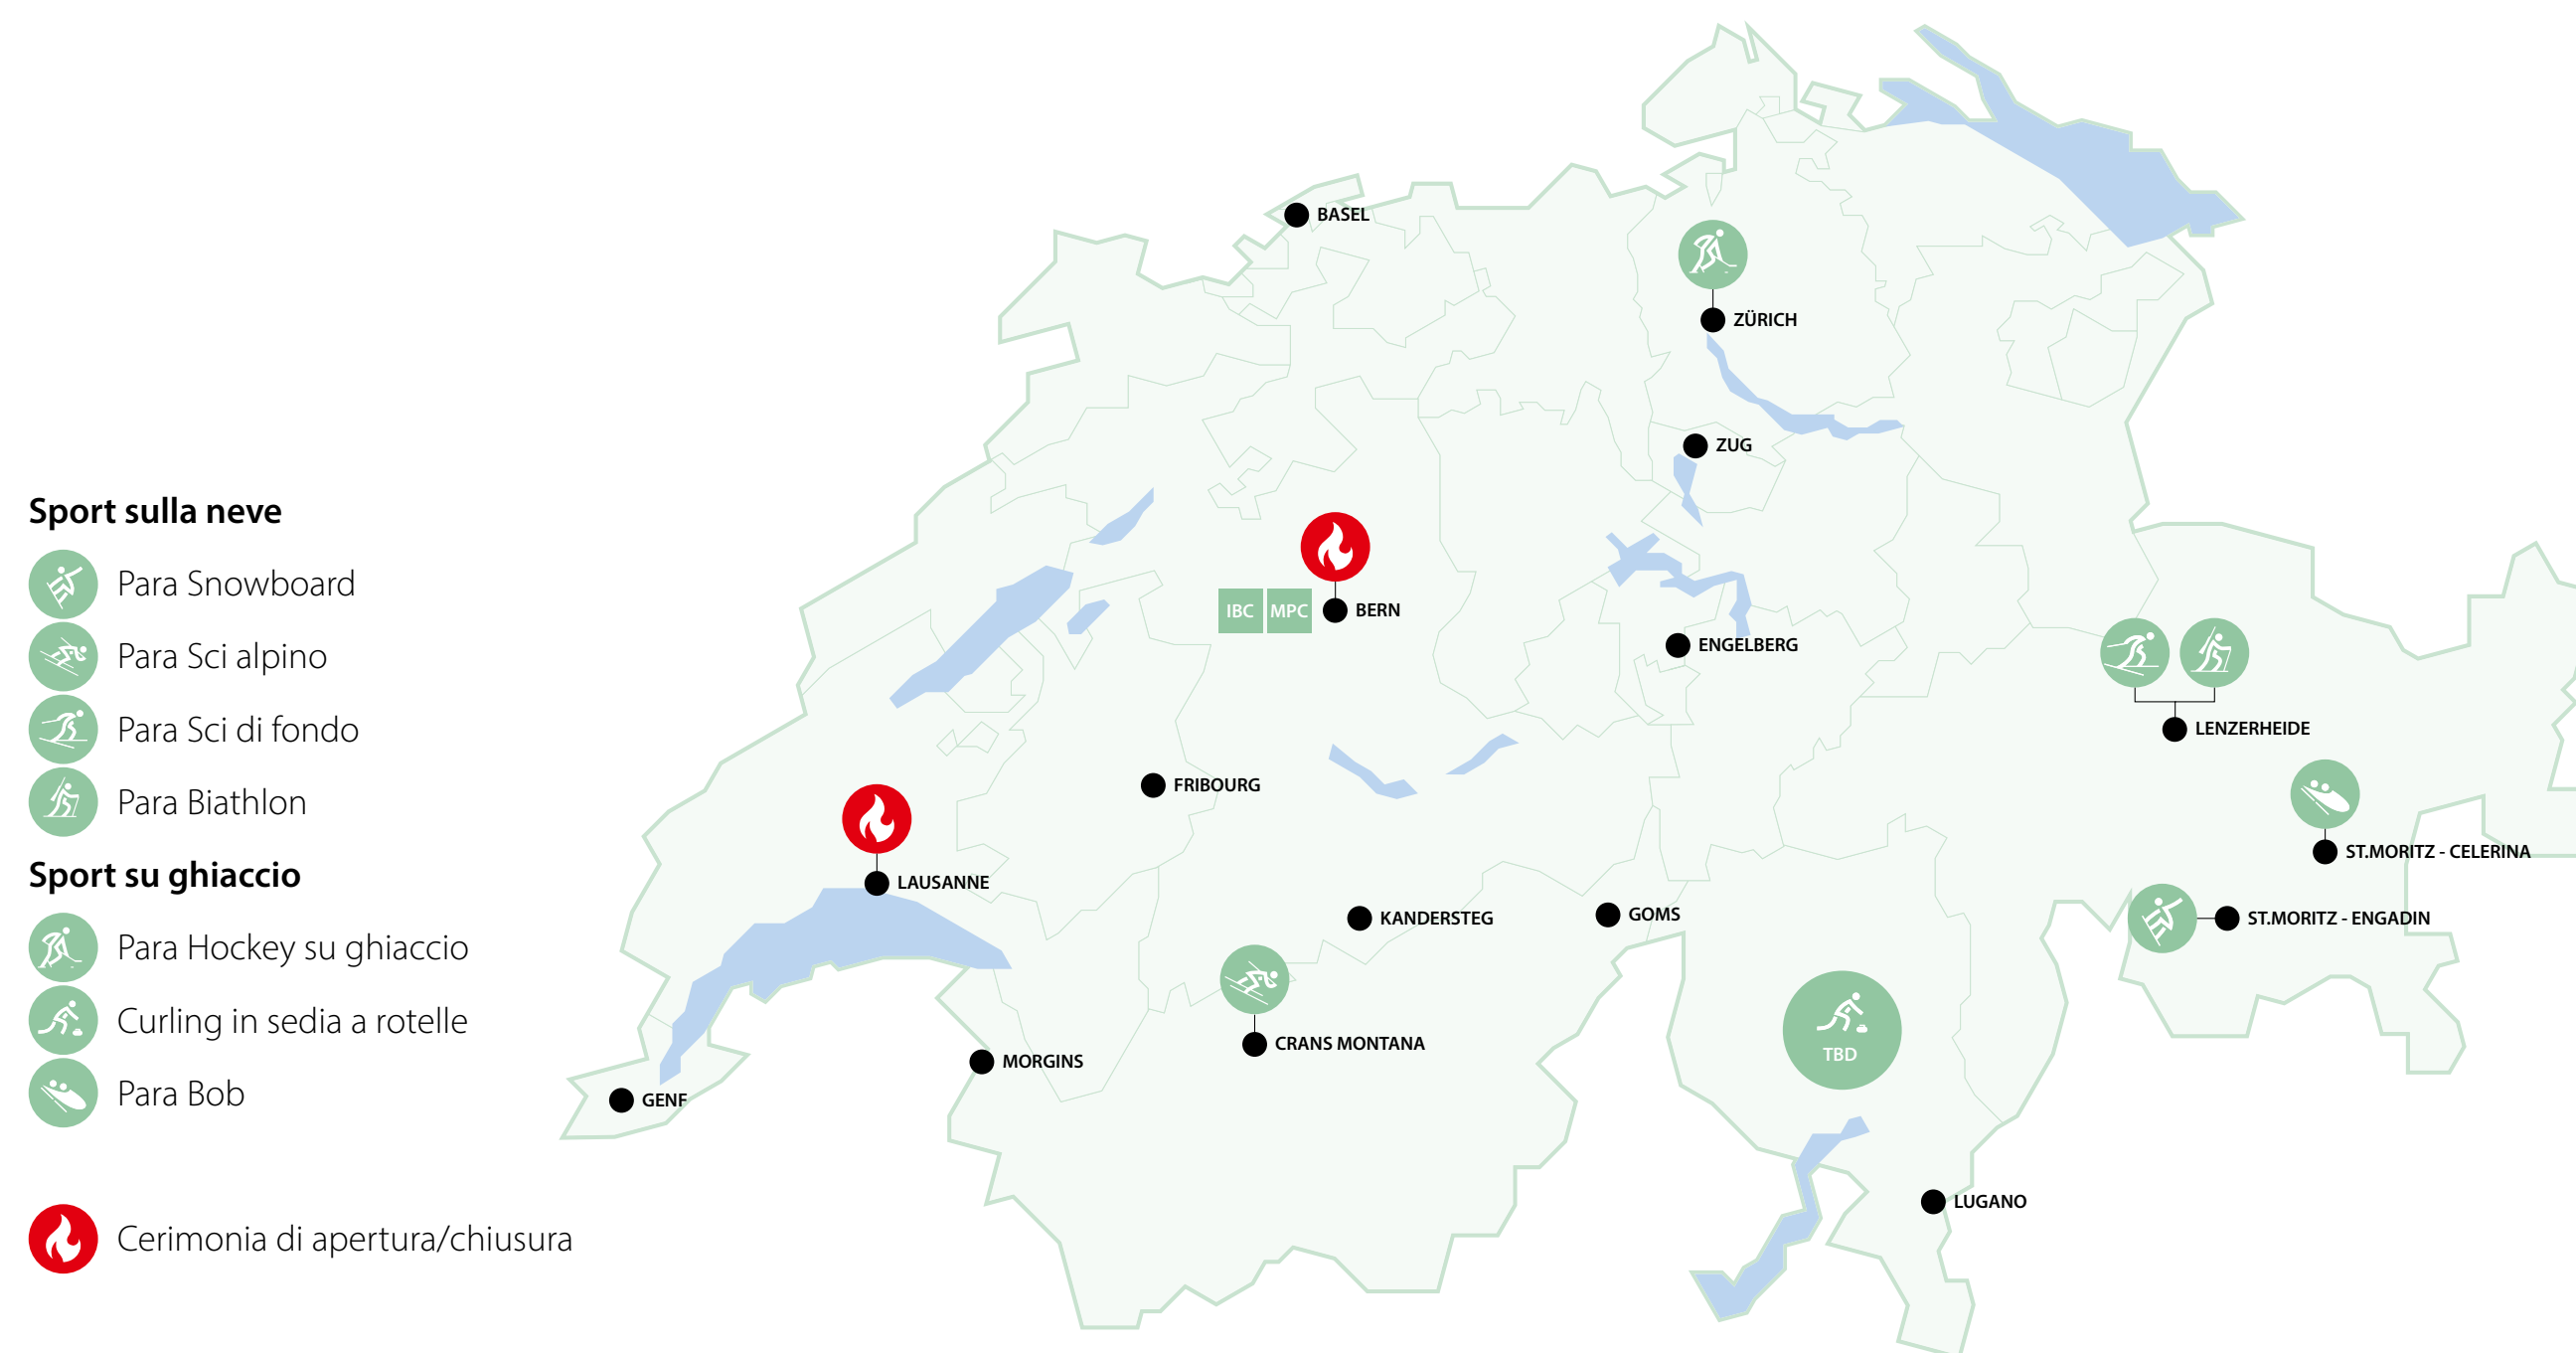 Sport sulla neve
Para Snowboard
Para Sci alpino
Para Sci di fondo
Para Biathlon
Sport su ghiaccio
Para Hockey su ghiaccio
Curling in sedia a rotelle
Para Bob
Cerimonia di apertura/chiusura
BASEL
ZÜRICH
ZUG
IBC MPC BERN
ENGELBERG
LENZERHEIDE
FRIBOURG
ST.MORITZ - CELERINA
LAUSANNE
KANDERSTEG
GOMS
ST.MORITZ - ENGADIN
CRANS MONTANA
TBD
MORGINS
GENF
LUGANO